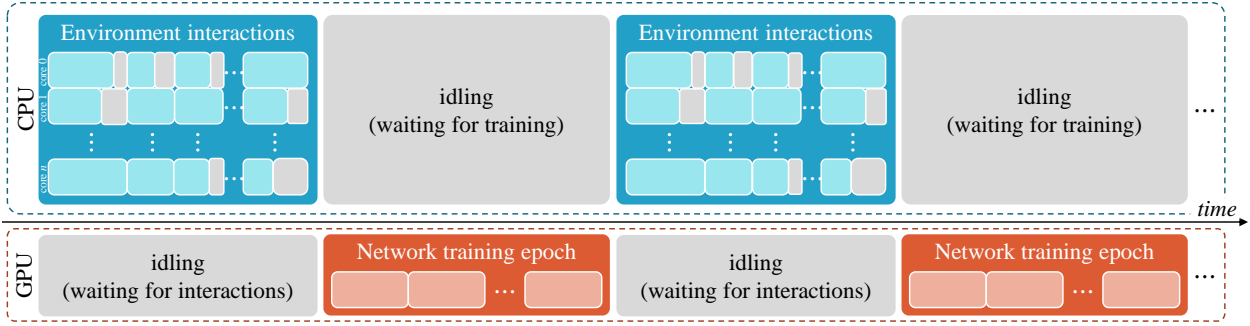 CPU
Environment interactions
core 0
core 1
core n
idling
(waiting for training)
Environment interactions
idling
(waiting for training)
...
time
GPU
idling
(waiting for interactions)
Network training epoch
...
idling
(waiting for interactions)
Network training epoch
...
...